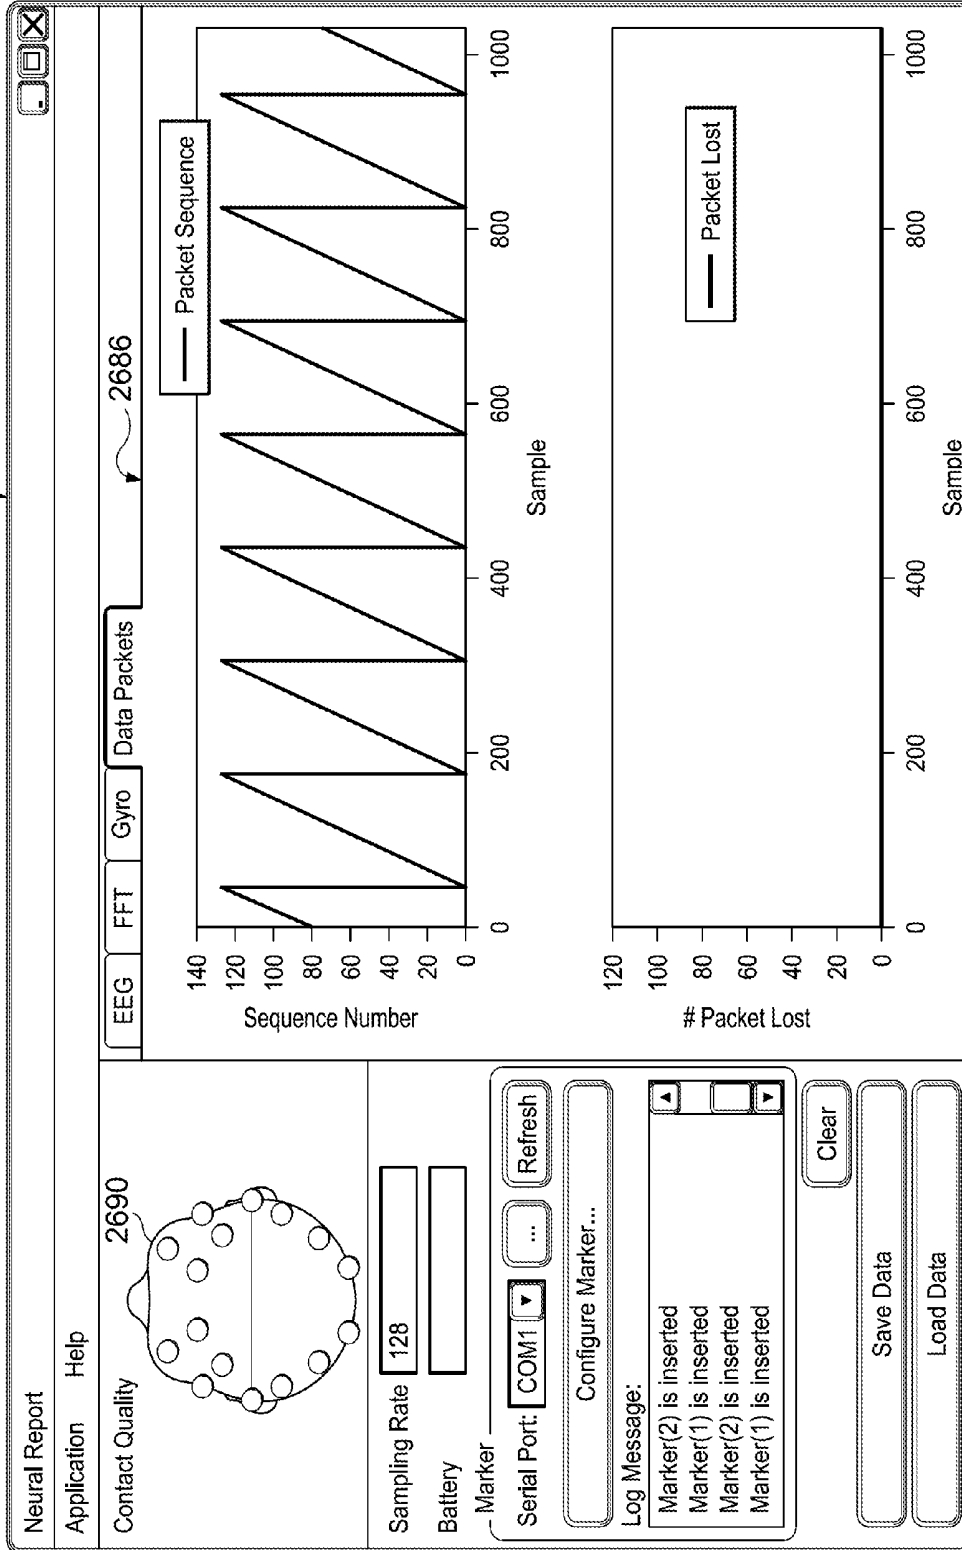 Neural Report
Application Help
Contact Quality
2690
Sampling Rate 128
Battery
Marker
Serial Port: COM1 ... Refresh
Configure Marker...
Log Message:
Marker(2) is inserted
Marker(1) is inserted
Marker(2) is inserted
Marker(1) is inserted
Clear
Save Data
Load Data
EEG FFT Gyro Data Packets
2686
Packet Sequence
140
120
100
80
60
40
20
0
Sequence Number
0 200 400 600 800 1000
Sample
Packet Lost
120
100
80
60
40
20
0
# Packet Lost
0 200 400 600 800 1000
Sample